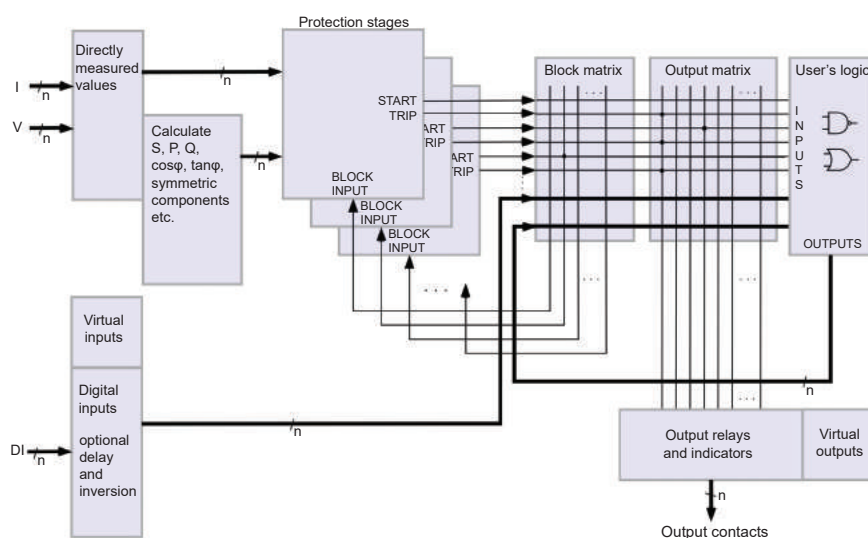 Protection stages
Directly
measured
values
n
I
n
V
n
Calculate
S, P, Q,
cosφ, tanφ,
symmetric
components
etc.
n
START
TRIP
ART
RIP
ART
TRIP
BLOCK
INPUT
BLOCK
INPUT
BLOCK
INPUT
Block matrix
Output matrix
User's logic
I
N
P
U
T
S
OUTPUTS
n
Virtual
inputs
Digital
inputs
optional
delay
and
inversion
DI
n
n
Output relays
and indicators
Virtual
outputs
n
Output contacts